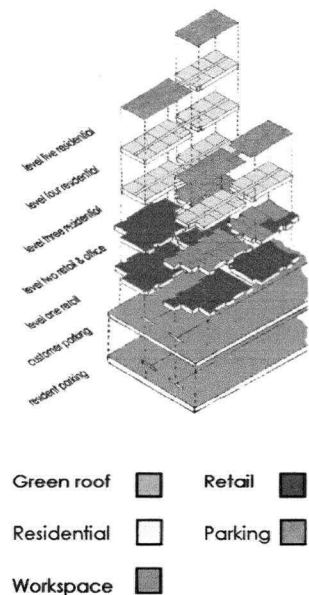 level five residential
level four residential
level three residential
level two retail & office
level one retail
customer parking
resident parking
Green roof
Retail
Residential
Parking
Workspace